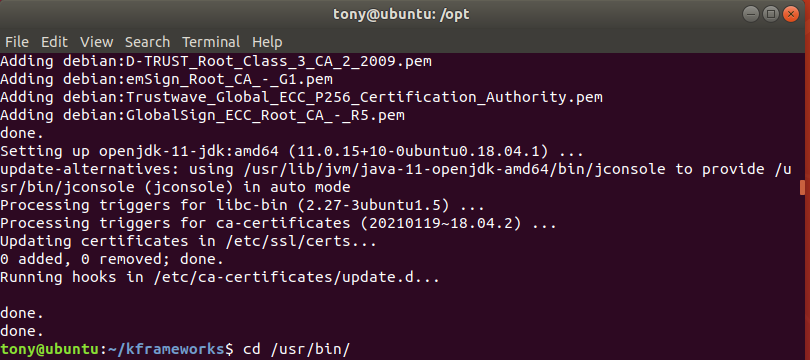 tony@ubuntu: /opt
File Edit View Search Terminal Help
Adding debian:D-TRUST_Root_Class_3_CA_2_2009.pem
Adding debian:emSign_Root_CA_-_G1.pem
Adding debian:Trustwave_Global_ECC_P256_Certification_Authority.pem
Adding debian:GlobalSign_ECC_Root_CA_-_R5.pem
done.
Setting up openjdk-11-jdk:amd64 (11.0.15+10-0ubuntu0.18.04.1) ...
update-alternatives: using /usr/lib/jvm/java-11-openjdk-amd64/bin/jconsole to provide /u
sr/bin/jconsole (jconsole) in auto mode
Processing triggers for libc-bin (2.27-3ubuntu1.5) ...
Processing triggers for ca-certificates (20210119~18.04.2) ...
Updating certificates in /etc/ssl/certs...
0 added, 0 removed; done.
Running hooks in /etc/ca-certificates/update.d...
done.
done.
tony@ubuntu:~/kframeworks$ cd /usr/bin/